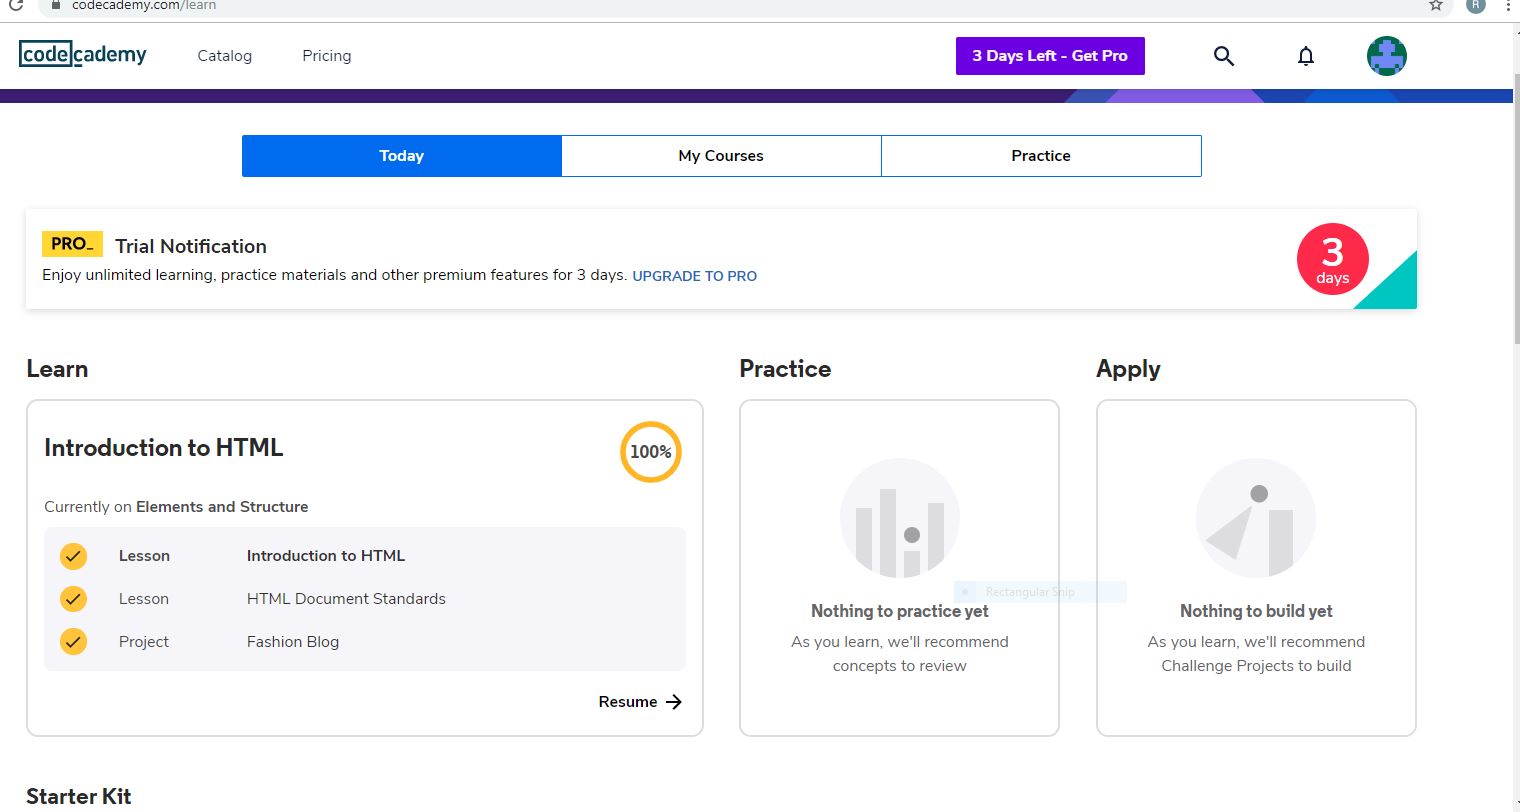 codecademy.com/learn
R
codecademy
Catalog
Pricing
3 Days Left - Get Pro
Today
My Courses
Practice
PRO_
Trial Notification
Enjoy unlimited learning, practice materials and other premium features for 3 days. UPGRADE TO PRO
3
days
Learn
Introduction to HTML
100%
Currently on Elements and Structure
Lesson Introduction to HTML
Lesson HTML Document Standards
Project Fashion Blog
Resume
Practice
Rectangular Snip
Nothing to practice yet
As you learn, we'll recommend
concepts to review
Apply
Nothing to build yet
As you learn, we'll recommend
Challenge Projects to build
Starter Kit